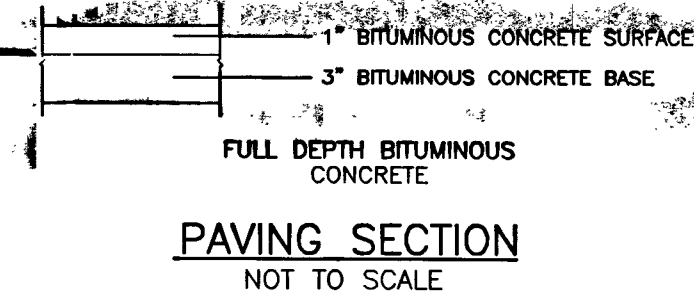 1" BITUMINOUS CONCRETE SURFACE
3" BITUMINOUS CONCRETE BASE
FULL DEPTH BITUMINOUS
CONCRETE
PAVING SECTION
NOT TO SCALE